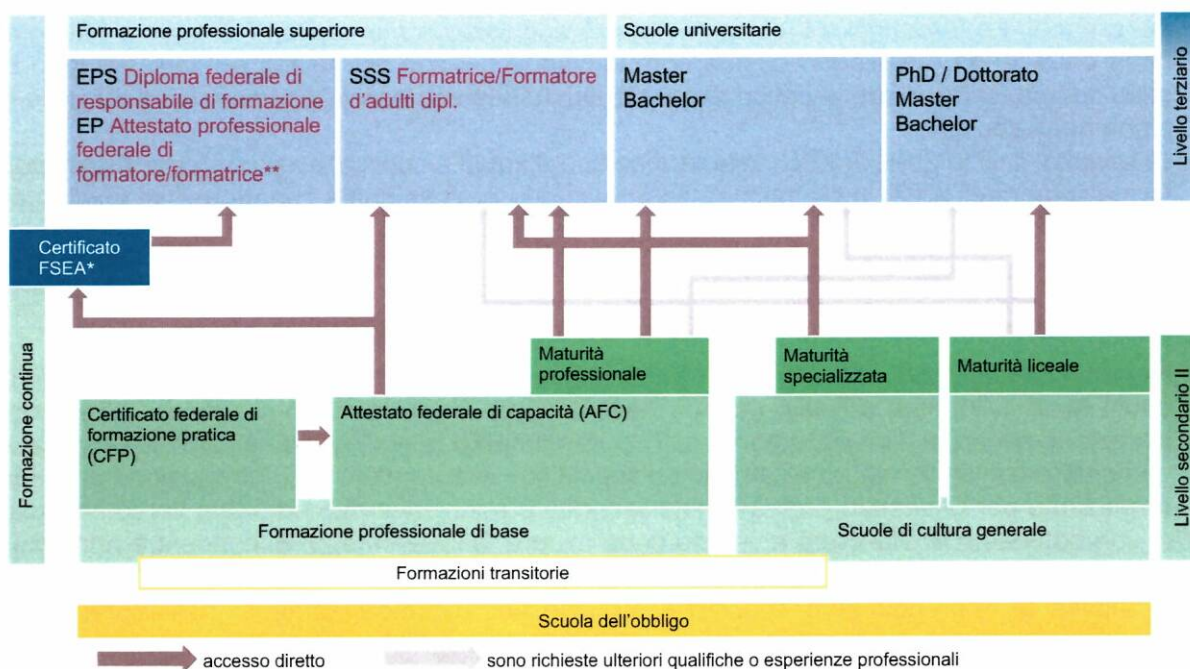 Formazione professionale superiore
Scuole universitarie
Livello terziario
EPS Diploma federale di
responsabile di formazione
EP Attestato professionale
federale di
formatore/formatrice**
SSS Formatrice/Formatore
d'adulti dipl.
Master
Bachelor
PhD / Dottorato
Master
Bachelor
Certificato
FSEA*
Formazione continua
Maturità
professionale
Maturità
specializzata
Maturità liceale
Livello secondario II
Certificato federale di
formazione pratica
(CFP)
Attestato federale di capacità (AFC)
Formazione professionale di base
Scuole di cultura generale
Formazioni transitorie
Scuola dell'obbligo
accesso diretto
sono richieste ulteriori qualifiche o esperienze professionali